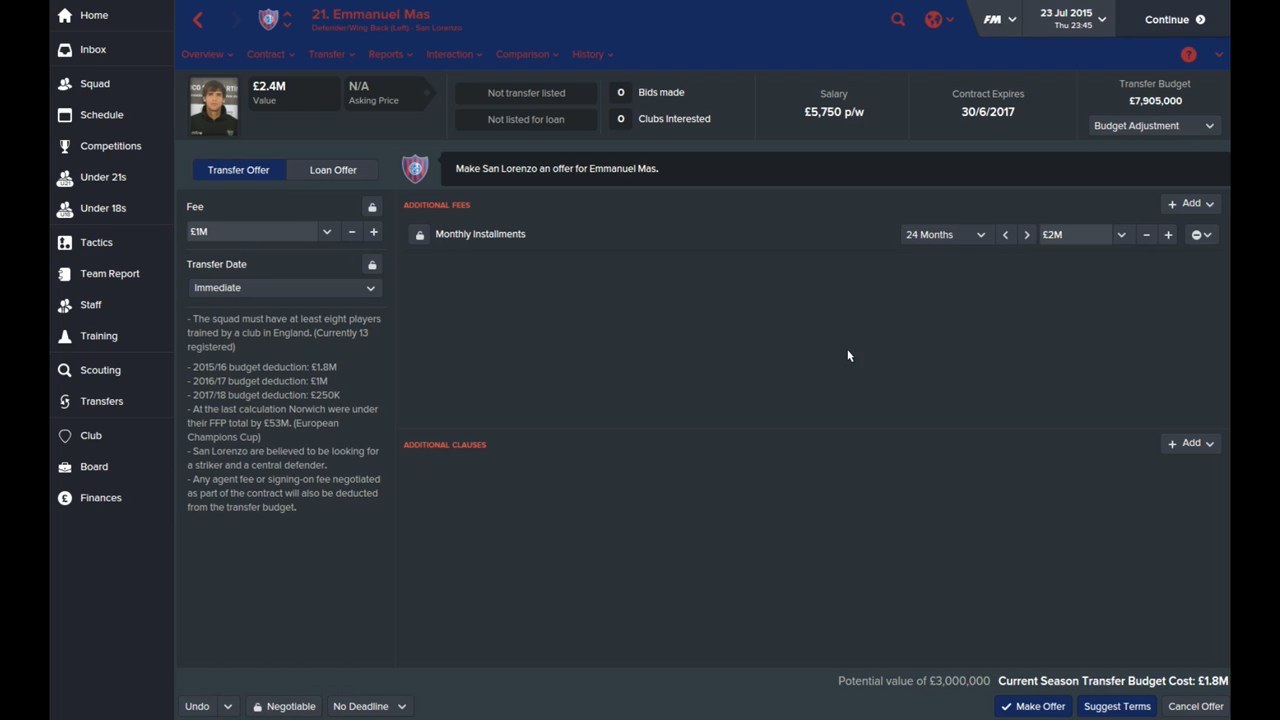 Home
21. Emmanuel Mas
Defender/Wing Back (Left) - San Lorenzo
FM
23 Jul 2015
Thu 23:45
Continue
Inbox
Overview
Contract
Transfer
Reports
Interaction
Comparison
History
?
Squad
Schedule
Competitions
Under 21s
Under 18s
Tactics
Team Report
Staff
Training
Scouting
Transfers
Club
Board
Finances
£2.4M
Value
N/A
Asking Price
Not transfer listed
Not listed for loan
0 Bids made
0 Clubs Interested
Salary
£5,750 p/w
Contract Expires
30/6/2017
Transfer Budget
£7,905,000
Budget Adjustment
Transfer Offer
Loan Offer
Make San Lorenzo an offer for Emmanuel Mas.
Fee
£1M
Transfer Date
Immediate
- The squad must have at least eight players
trained by a club in England. (Currently 13
registered)
- 2015/16 budget deduction: £1.8M
- 2016/17 budget deduction: £1M
- 2017/18 budget deduction: £250K
- At the last calculation Norwich were under
their FFP total by £53M. (European
Champions Cup)
- San Lorenzo are believed to be looking for
a striker and a central defender.
- Any agent fee or signing-on fee negotiated
as part of the contract will also be deducted
from the transfer budget.
ADDITIONAL FEES
Add
Monthly Installments
24 Months
£2M
ADDITIONAL CLAUSES
Add
Potential value of £3,000,000 Current Season Transfer Budget Cost: £1.8M
Undo
Negotiable
No Deadline
Make Offer
Suggest Terms
Cancel Offer